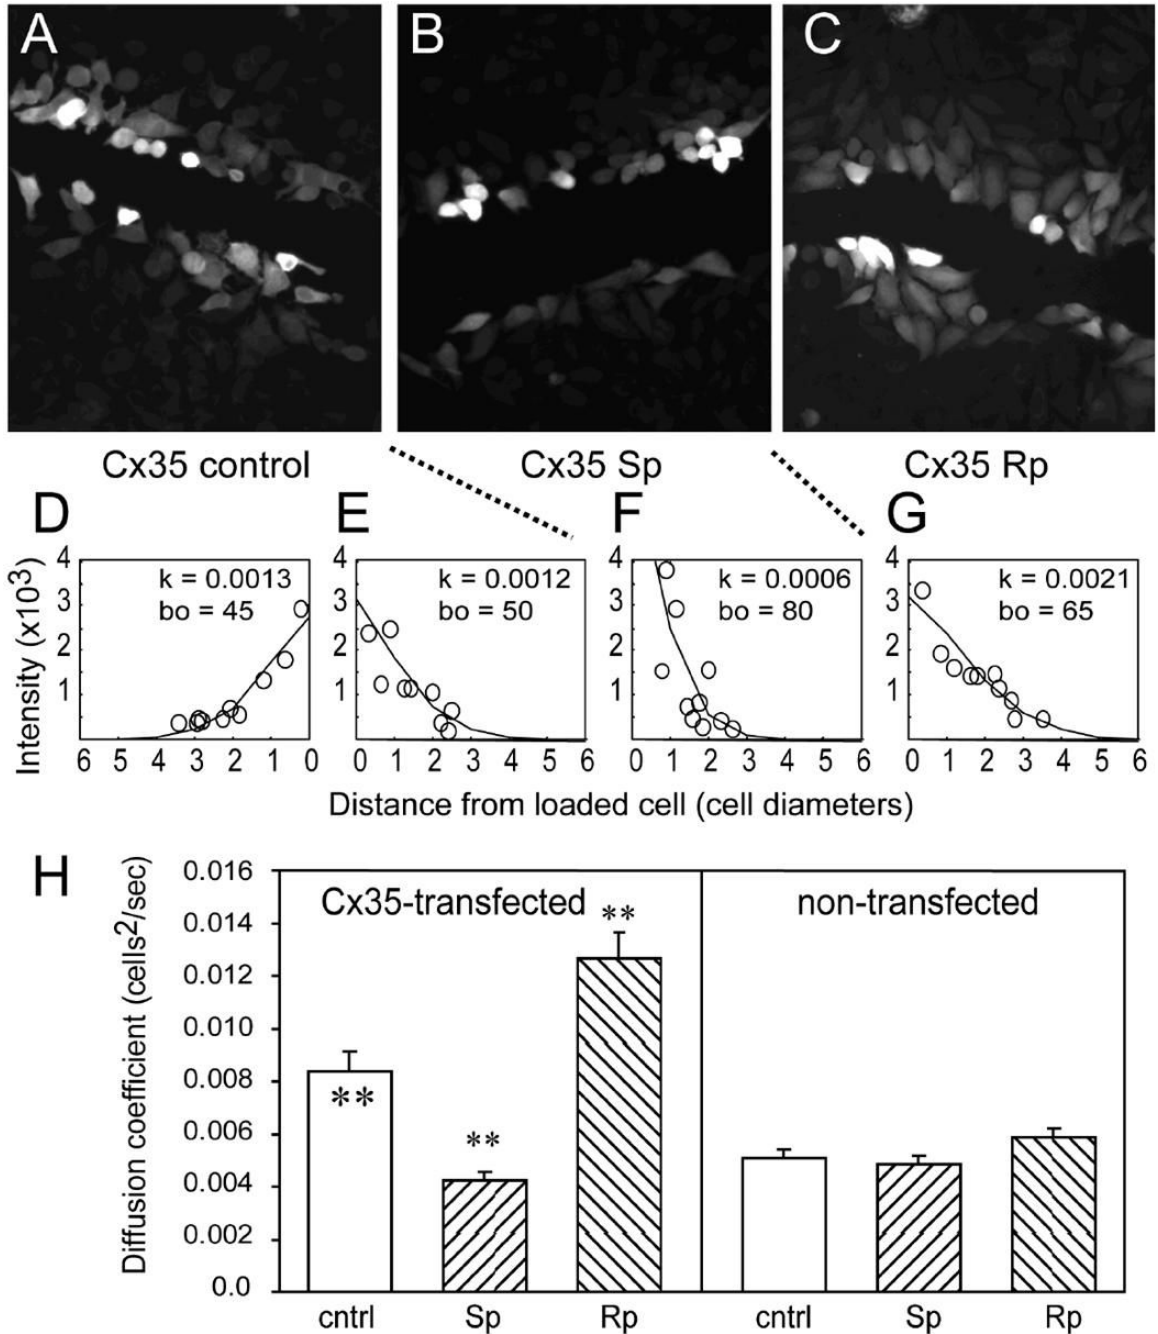 A
B
C
Cx35 control
Cx35 Sp
Cx35 Rp
D
E
F
G
Intensity (x10³)
4
3
2
1
k = 0.0013
bo = 45
4
3
2
1
k = 0.0012
bo = 50
4
3
2
1
k = 0.0006
bo = 80
4
3
2
1
k = 0.0021
bo = 65
6 5 4 3 2 1 0
0 1 2 3 4 5 6
0 1 2 3 4 5 6
0 1 2 3 4 5 6
Distance from loaded cell (cell diameters)
H
Diffusion coefficient (cells²/sec)
0.016
0.014
0.012
0.010
0.008
0.006
0.004
0.002
0.0
Cx35-transfected
non-transfected
**
**
**
cntrl
Sp
Rp
cntrl
Sp
Rp